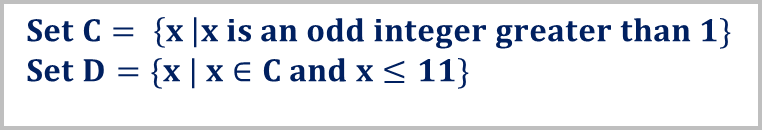 Set C = {x |x is an odd integer greater than 1}
Set D = {x | x ∈ C and x ≤ 11}